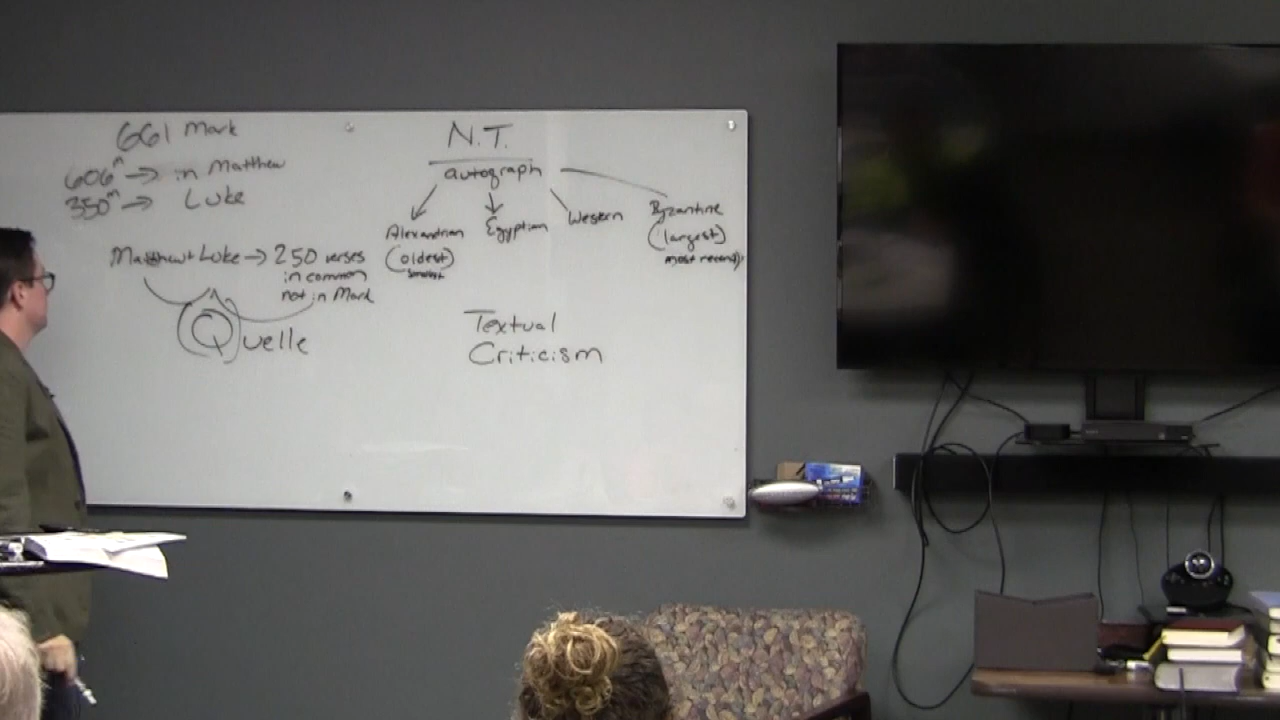 661 Mark
606 m → in Matthew
350 m → Luke
Matthew + Luke → 250 verses
in common
not in Mark
Quelle
N.T.
autograph
Alexandrian
(oldest)
smallest
Egyptian
Western
Byzantine
(largest)
most recent)
Textual
Criticism